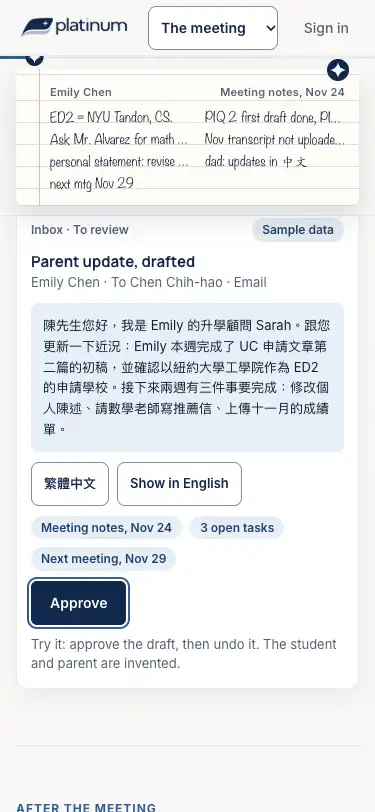 platinum
The meeting
Sign in
Emily Chen
Meeting notes, Nov 24
ED2 = NYU Tandon, CS.
PIQ 2 first draft done, PI...
Ask Mr. Alvarez for math ...
Nov transcript not uploade...
personal statement: revise ...
dad: updates in 中文
next mtg Nov 29
Inbox · To review
Sample data
Parent update, drafted
Emily Chen · To Chen Chih-hao · Email
陳先生您好，我是 Emily 的升學顧問 Sarah。跟您
更新一下近況：Emily 本週完成了 UC 申請文章第
二篇的初稿，並確認以紐約大學工學院作為 ED2
的申請學校。接下來兩週有三件事要完成：修改個
人陳述、請數學老師寫推薦信、上傳十一月的成績
單。
繁體中文
Show in English
Meeting notes, Nov 24
3 open tasks
Next meeting, Nov 29
Approve
Try it: approve the draft, then undo it. The student
and parent are invented.
AFTER THE MEETING